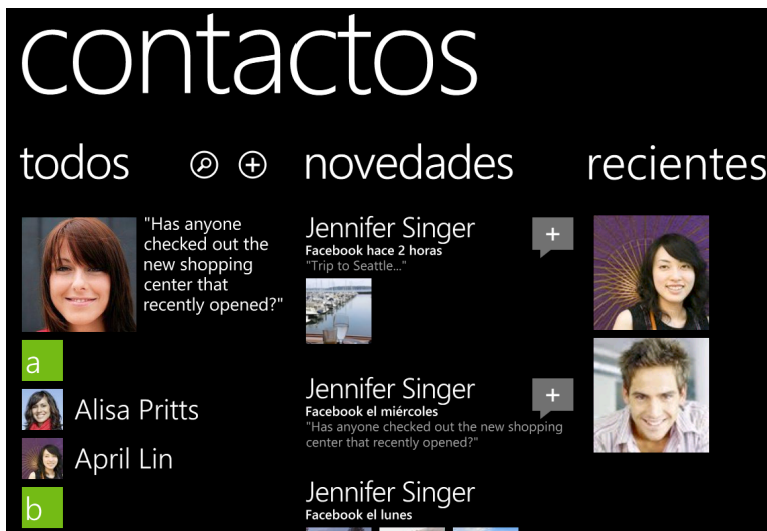 contactos
todos
"Has anyone
checked out the
new shopping
center that
recently opened?"
a
Alisa Pritts
April Lin
b
novedades
Jennifer Singer
Facebook hace 2 horas
"Trip to Seattle..."
Jennifer Singer
Facebook el miércoles
"Has anyone checked out the new shopping
center that recently opened?"
Jennifer Singer
Facebook el lunes
recientes